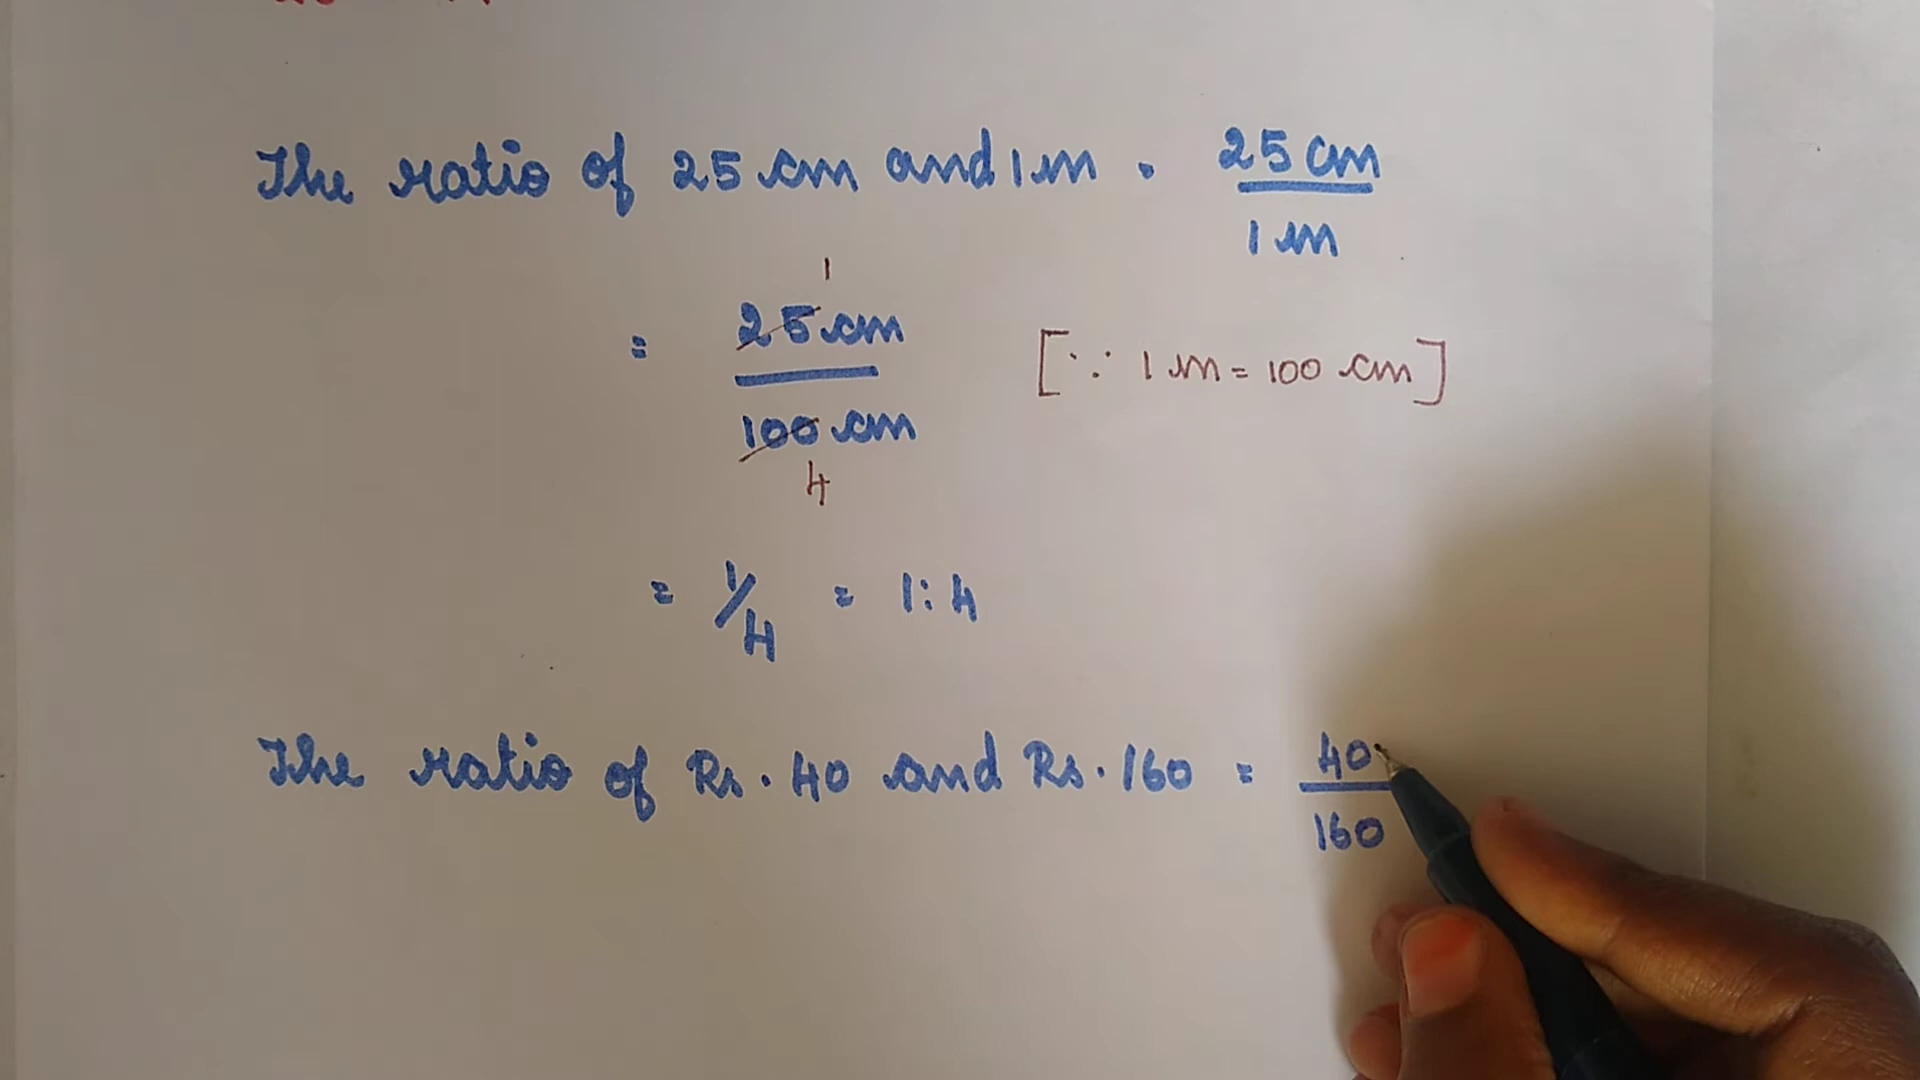 The ratio of 25 cm and 1 m = 25 cm / 1 m
1
= 25 cm / 100 cm [∵ 1 m = 100 cm]
4
= 1/4 = 1:4
The ratio of Rs. 40 and Rs. 160 = 40 / 160